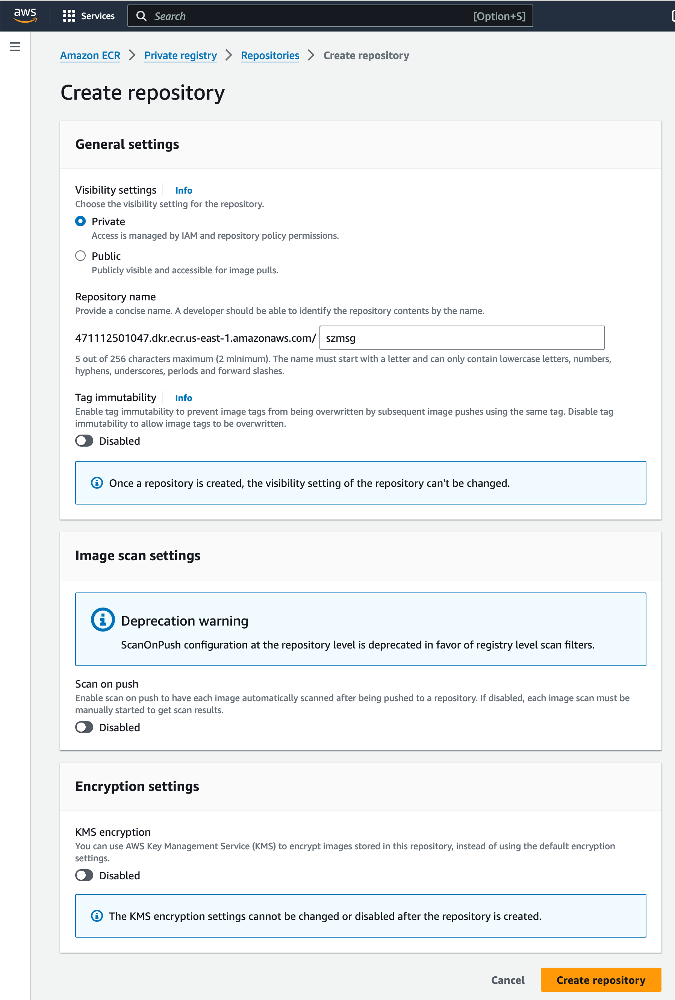 aws
Services
Search
[Option+S]
Amazon ECR
Private registry
Repositories
Create repository
Create repository
General settings
Visibility settings
Info
Choose the visibility setting for the repository.
Private
Access is managed by IAM and repository policy permissions.
Public
Publicly visible and accessible for image pulls.
Repository name
Provide a concise name. A developer should be able to identify the repository contents by the name.
471112501047.dkr.ecr.us-east-1.amazonaws.com/
szmsg
5 out of 256 characters maximum (2 minimum). The name must start with a letter and can only contain lowercase letters, numbers,
hyphens, underscores, periods and forward slashes.
Tag immutability
Info
Enable tag immutability to prevent image tags from being overwritten by subsequent image pushes using the same tag. Disable tag
immutability to allow image tags to be overwritten.
Disabled
Once a repository is created, the visibility setting of the repository can't be changed.
Image scan settings
Deprecation warning
ScanOnPush configuration at the repository level is deprecated in favor of registry level scan filters.
Scan on push
Enable scan on push to have each image automatically scanned after being pushed to a repository. If disabled, each image scan must be
manually started to get scan results.
Disabled
Encryption settings
KMS encryption
You can use AWS Key Management Service (KMS) to encrypt images stored in this repository, instead of using the default encryption
settings.
Disabled
The KMS encryption settings cannot be changed or disabled after the repository is created.
Cancel
Create repository